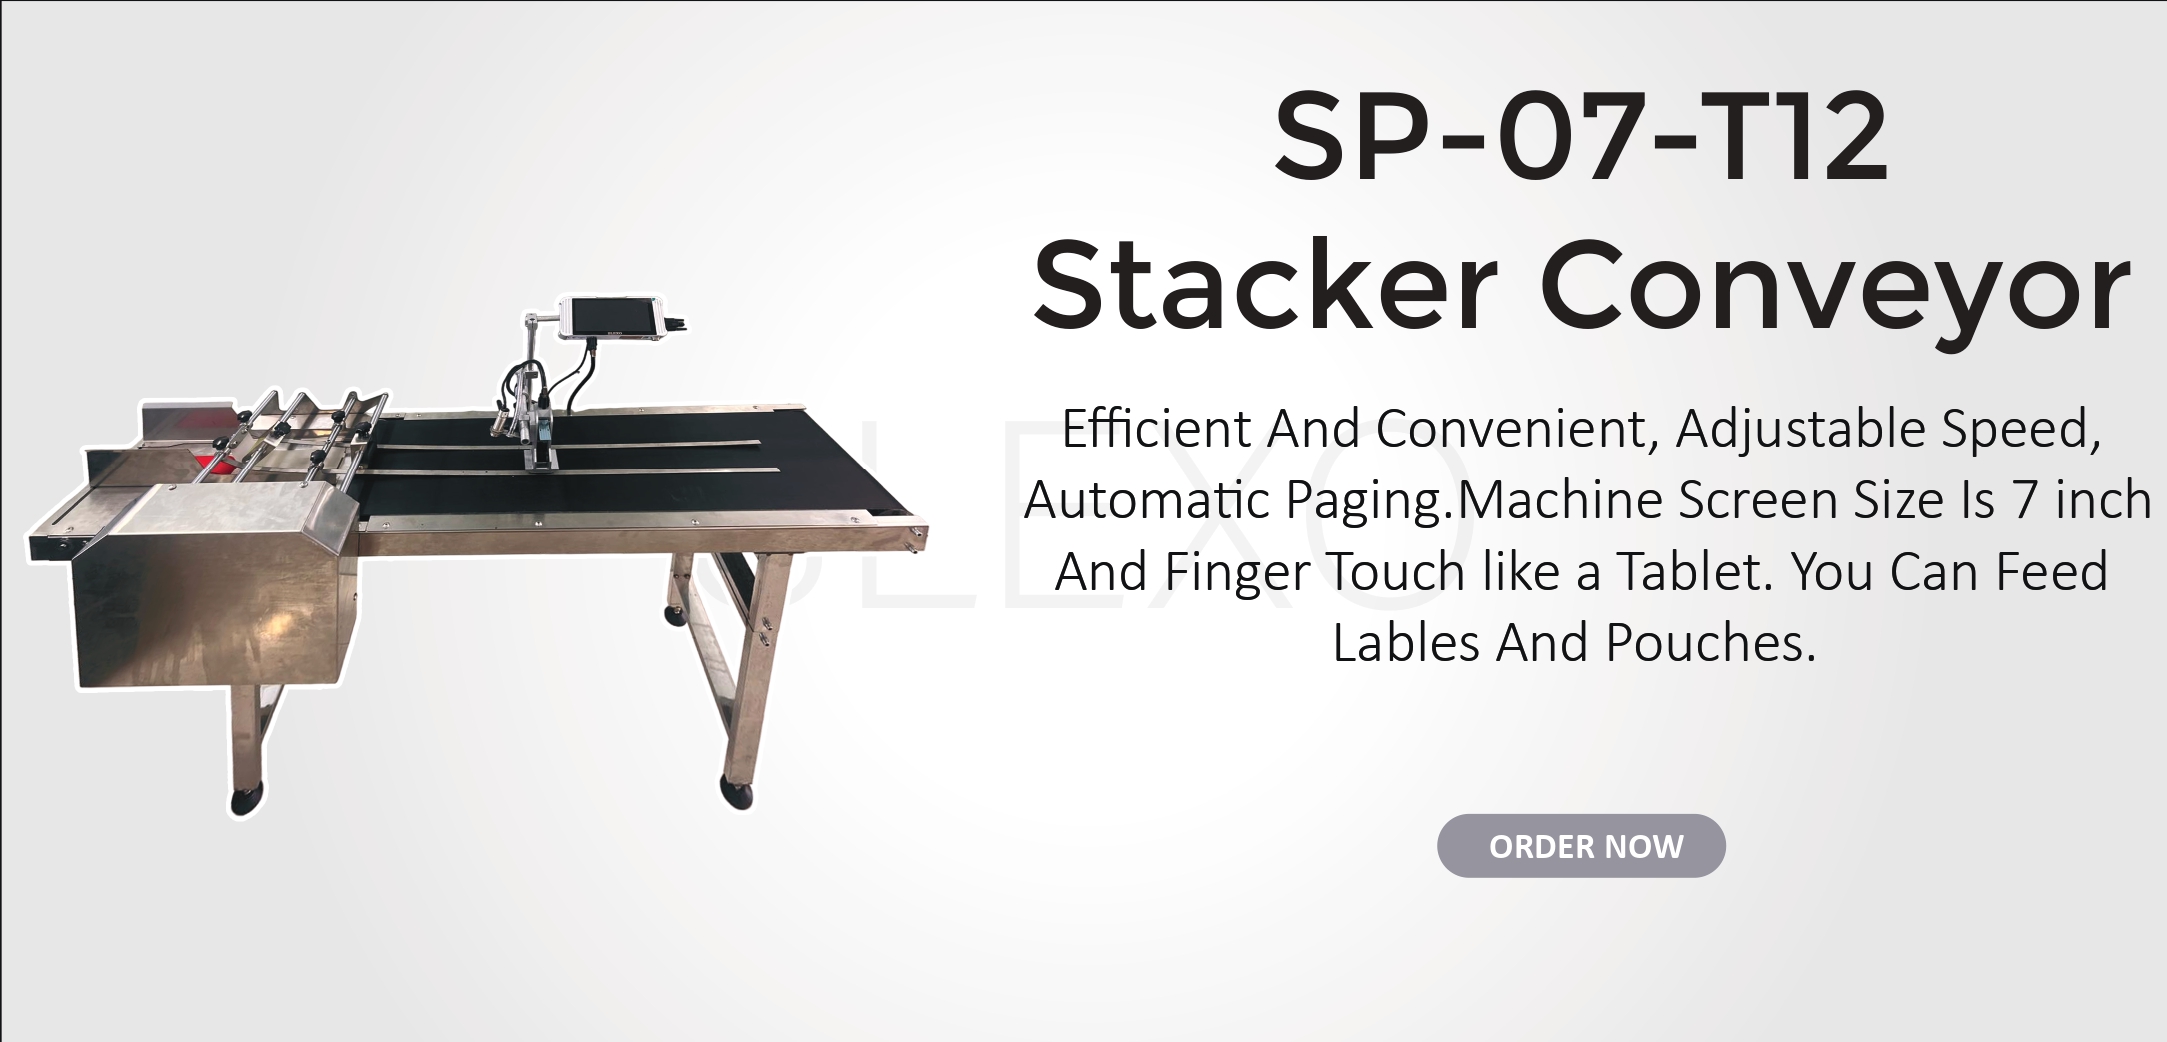 SP-07-T12
Stacker Conveyor
Efficient And Convenient, Adjustable Speed,
Automatic Paging.Machine Screen Size Is 7 inch
And Finger Touch like a Tablet. You Can Feed
Lables And Pouches.
ORDER NOW